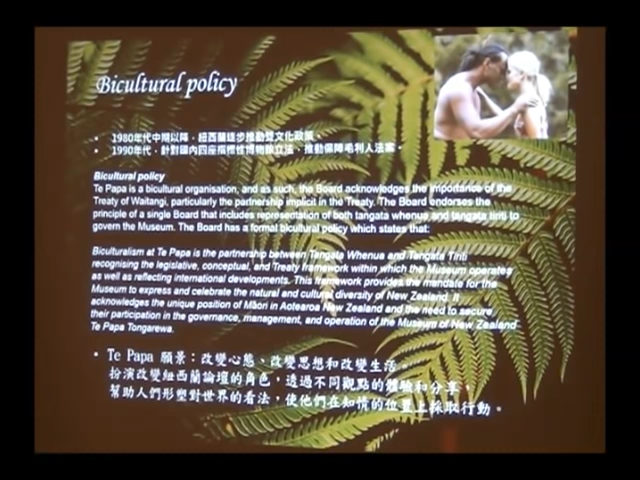 Bicultural policy
• 1980年代中期以降，紐西蘭逐步推動雙文化政策。
• 1990年代，針對國內四座指標性博物館立法，推動保障毛利人法案。
Bicultural policy
Te Papa is a bicultural organisation, and as such, the Board acknowledges the importance of the
Treaty of Waitangi, particularly the partnership implicit in the Treaty. The Board endorses the
principle of a single Board that includes representation of both tangata whenua and tangata tiriti to
govern the Museum. The Board has a formal bicultural policy which states that:
Biculturalism at Te Papa is the partnership between Tangata Whenua and Tangata Tiriti
recognising the legislative, conceptual, and Treaty framework within which the Museum operates
as well as reflecting international developments. This framework provides the mandate for the
Museum to express and celebrate the natural and cultural diversity of New Zealand. It
acknowledges the unique position of Māori in Aotearoa New Zealand and the need to secure
their participation in the governance, management, and operation of the Museum of New Zealand
Te Papa Tongarewa.
• Te Papa 願景：改變心態、改變思想和改變生活。
扮演改變紐西蘭論壇的角色，透過不同觀點的體驗和分享，
幫助人們形塑對世界的看法，使他們在知情的位置上採取行動。